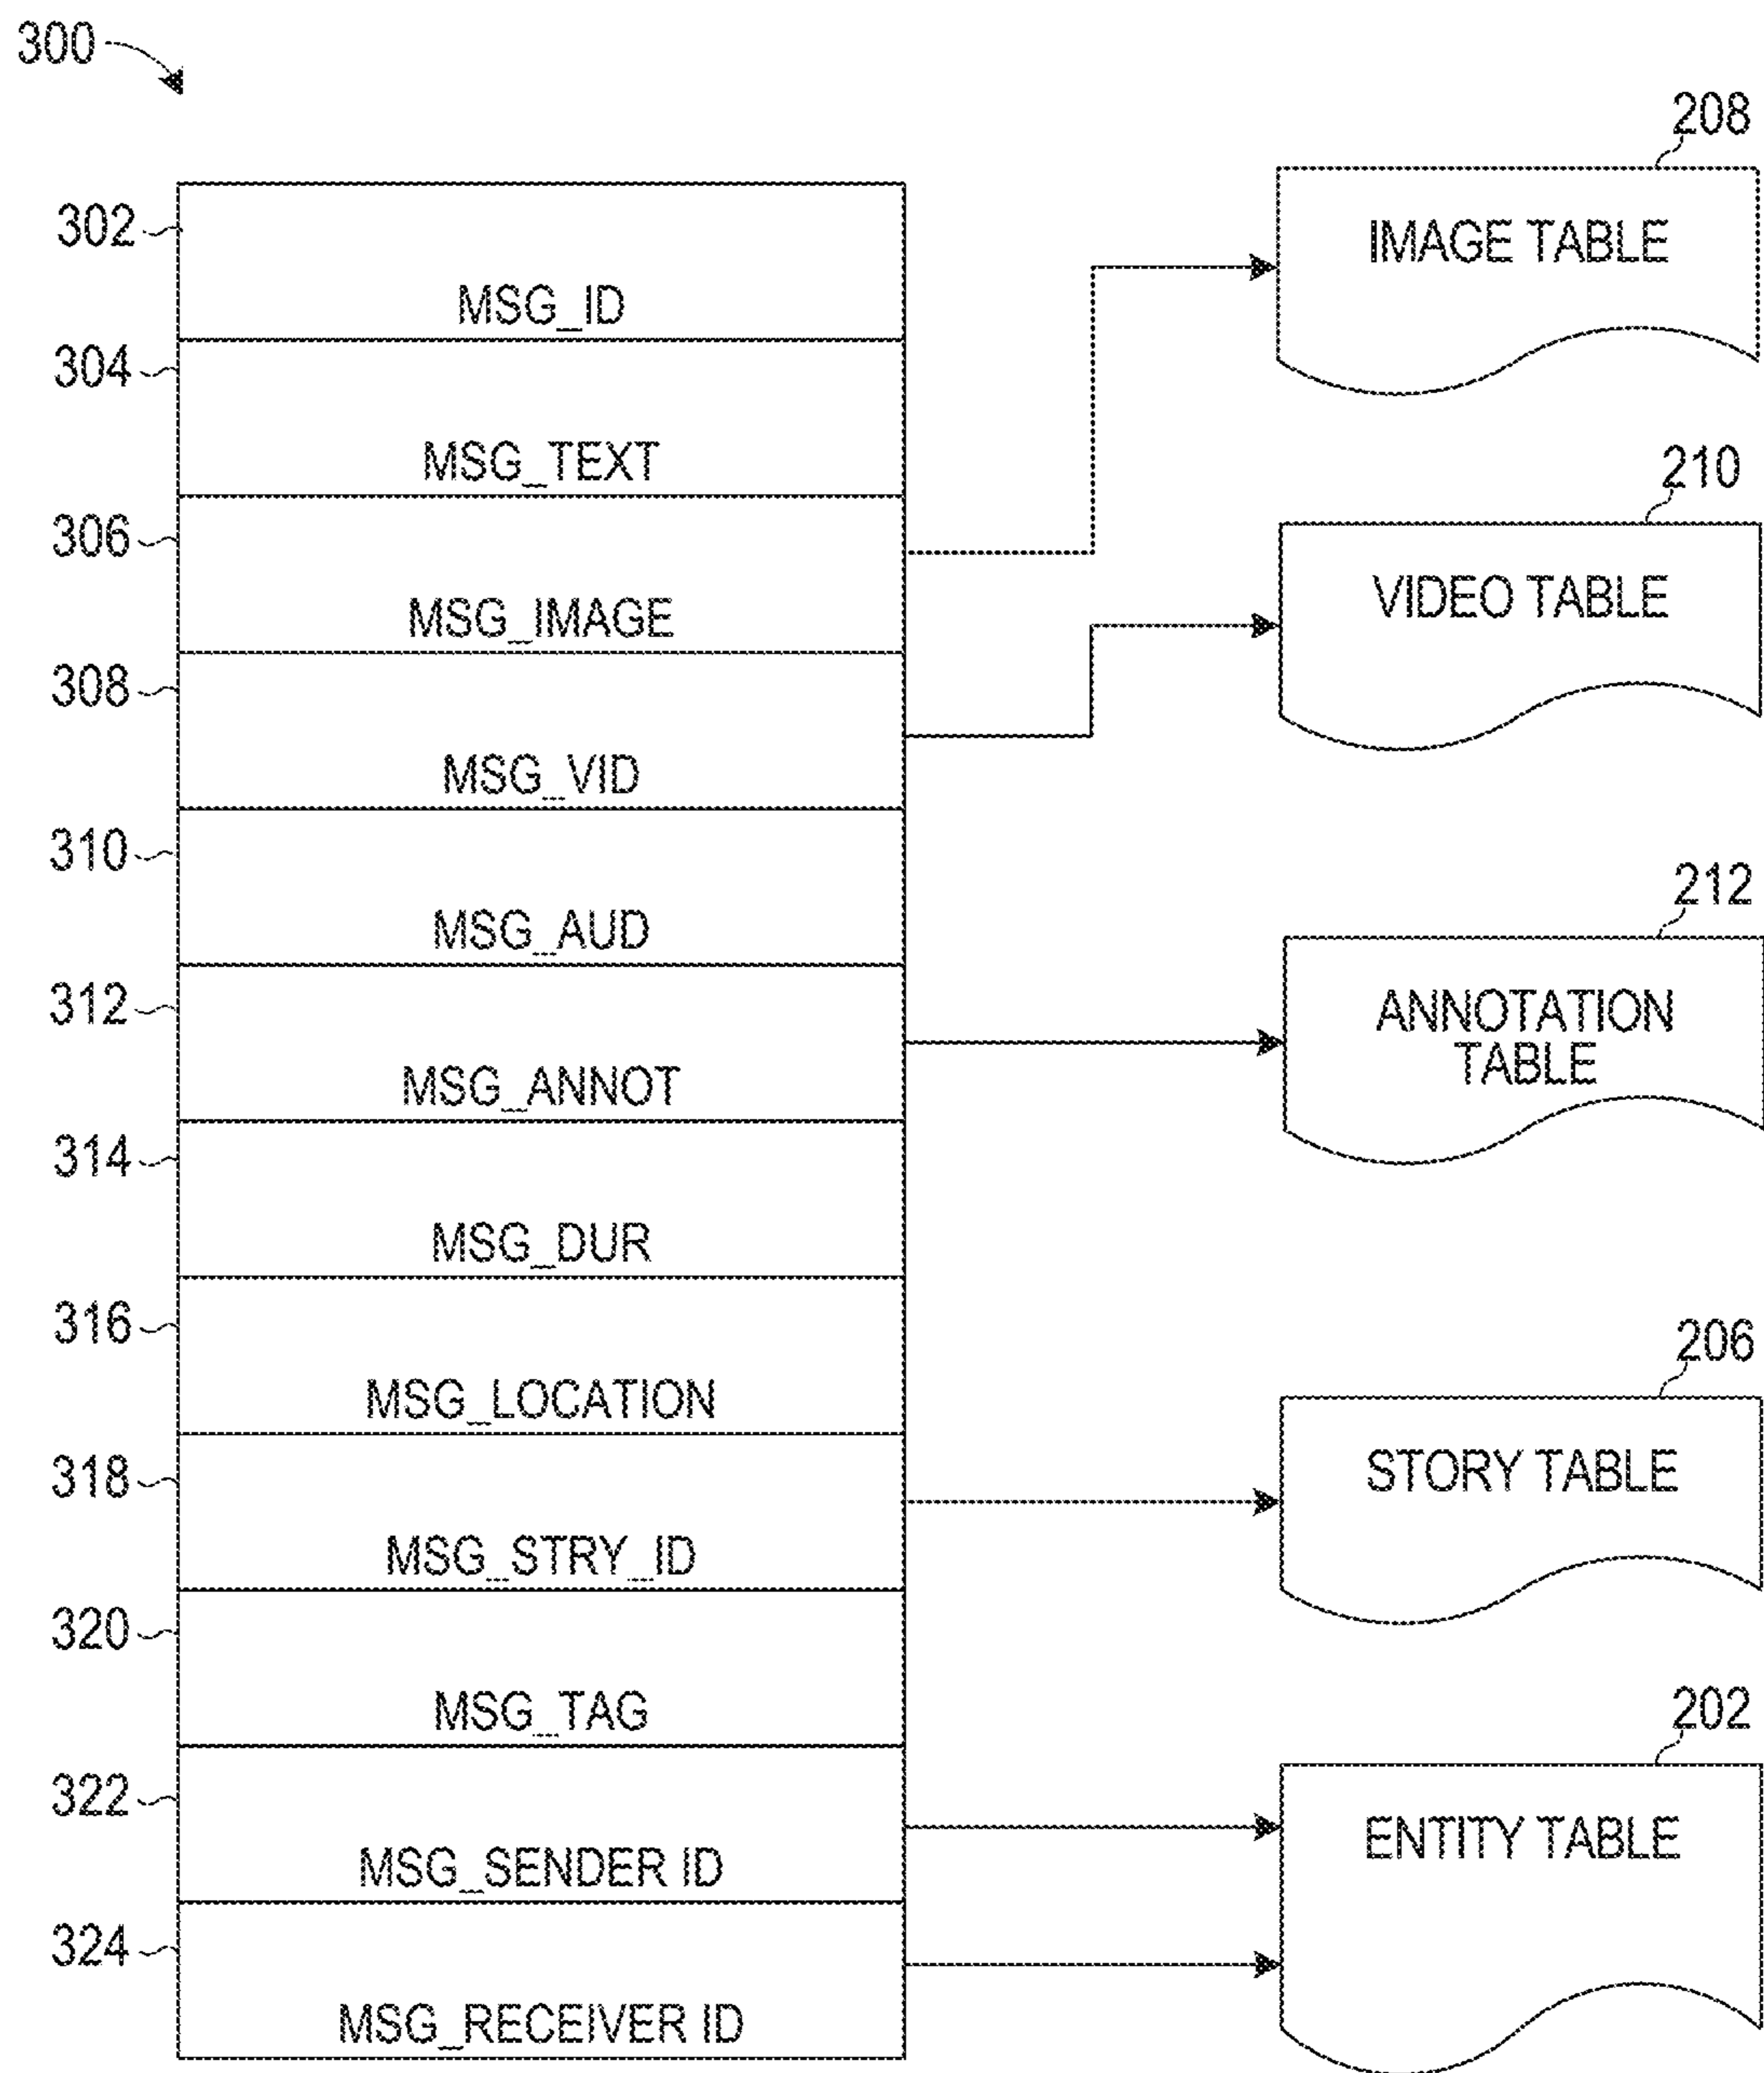 300
208
302
IMAGE TABLE
MSG_ID
304
MSG_TEXT
210
306
VIDEO TABLE
MSG_IMAGE
308
MSG_VID
310
212
MSG_AUD
312
ANNOTATION
TABLE
MSG_ANNOT
314
MSG_DUR
316
206
MSG_LOCATION
318
STORY TABLE
MSG_STRY_ID
320
202
MSG_TAG
322
ENTITY TABLE
MSG_SENDER ID
324
MSG_RECEIVER ID